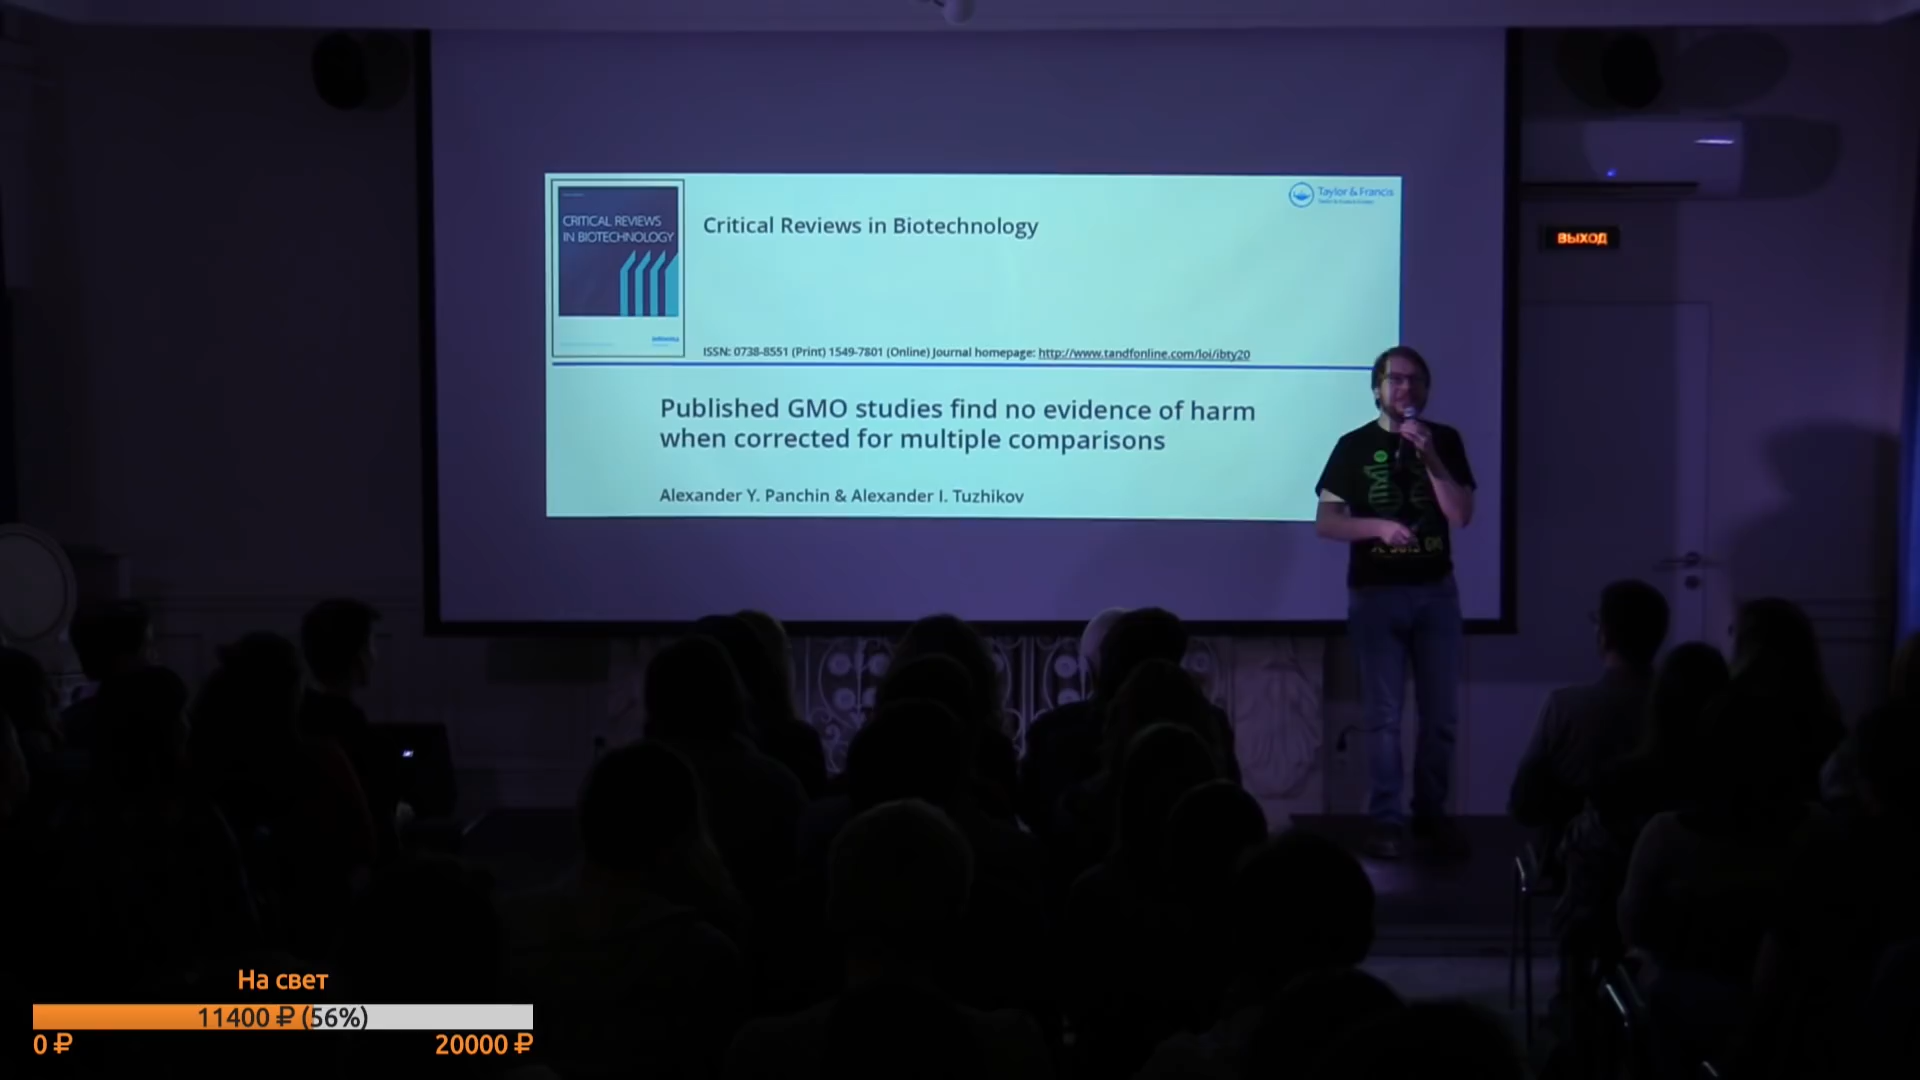 CRITICAL REVIEWS
IN BIOTECHNOLOGY
Taylor & Francis
Critical Reviews in Biotechnology
ISSN: 0738-8551 (Print) 1549-7801 (Online) Journal homepage: http://www.tandfonline.com/loi/ibty20
Published GMO studies find no evidence of harm
when corrected for multiple comparisons
Alexander Y. Panchin & Alexander I. Tuzhikov
ВЫХОД
На свет
11400 ₽ (56%)
0 ₽
20000 ₽